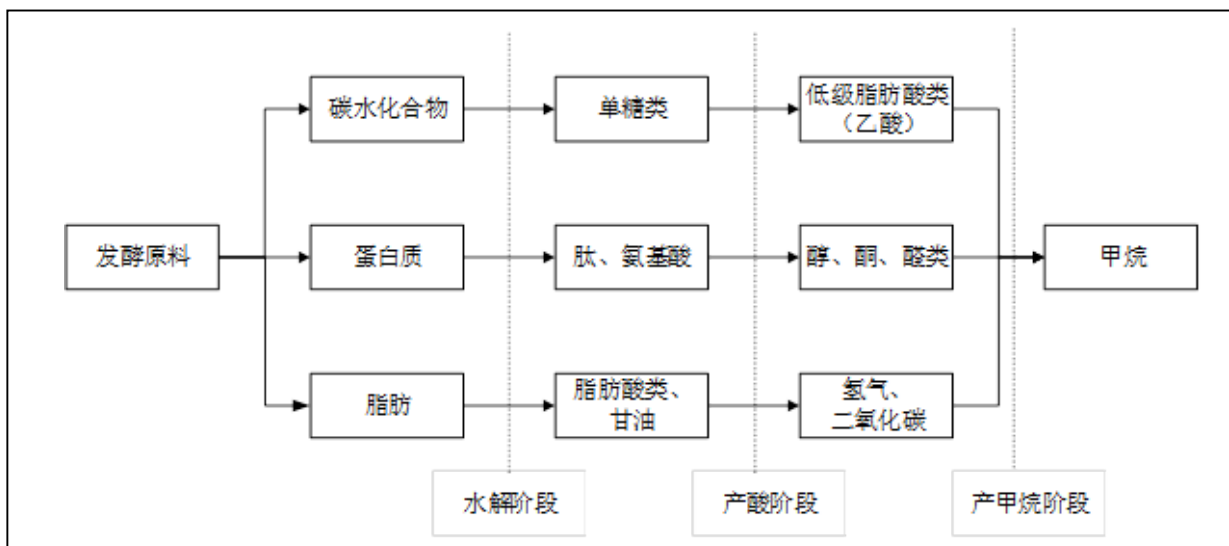 碳水化合物
单糖类
低级脂肪酸类
（乙酸）
发酵原料
蛋白质
肽、氨基酸
醇、酮、醛类
甲烷
脂肪
脂肪酸类、
甘油
氢气、
二氧化碳
水解阶段
产酸阶段
产甲烷阶段